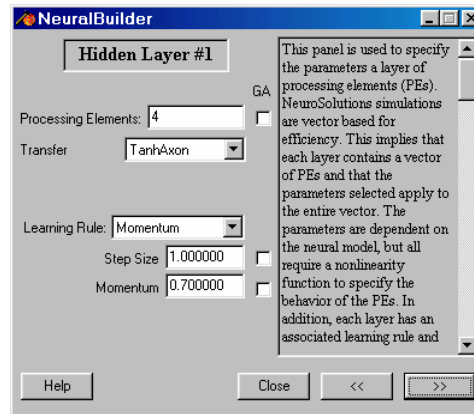 NeuralBuilder
Hidden Layer #1
GA
Processing Elements: 4
Transfer TanhAxon
Learning Rule: Momentum
Step Size 1.000000
Momentum 0.700000
This panel is used to specify
the parameters a layer of
processing elements (PEs).
NeuroSolutions simulations
are vector based for
efficiency. This implies that
each layer contains a vector
of PEs and that the
parameters selected apply to
the entire vector. The
parameters are dependent on
the neural model, but all
require a nonlinearity
function to specify the
behavior of the PEs. In
addition, each layer has an
associated learning rule and
Help Close << >>